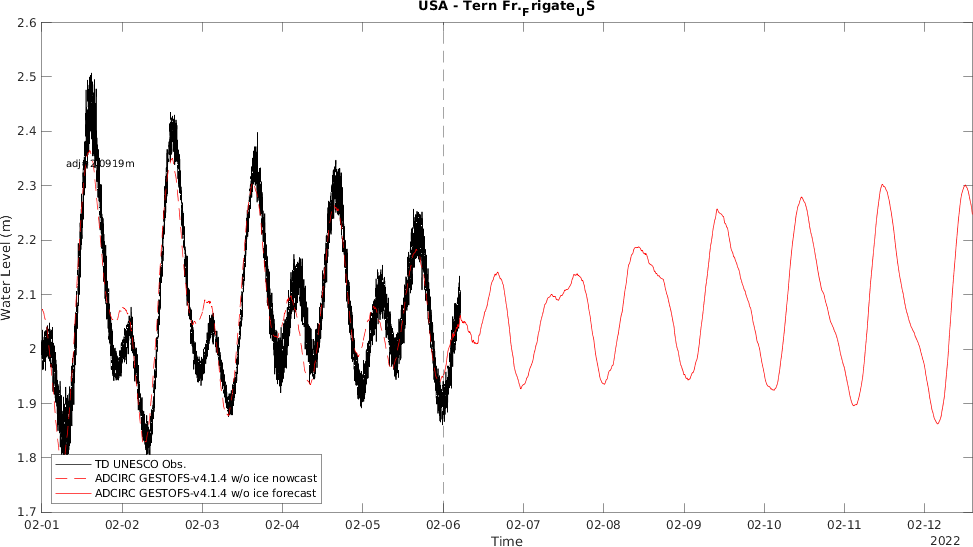 USA - Tern Fr.FrigateUS
2.6
2.5
2.4
2.3
2.2
2.1
2
1.9
1.8
1.7
Water Level (m)
adj: 2.0919m
TD UNESCO Obs.
ADCIRC GESTOFS-v4.1.4 w/o ice nowcast
ADCIRC GESTOFS-v4.1.4 w/o ice forecast
02-01 02-02 02-03 02-04 02-05 02-06 02-07 02-08 02-09 02-10 02-11 02-12
Time
2022